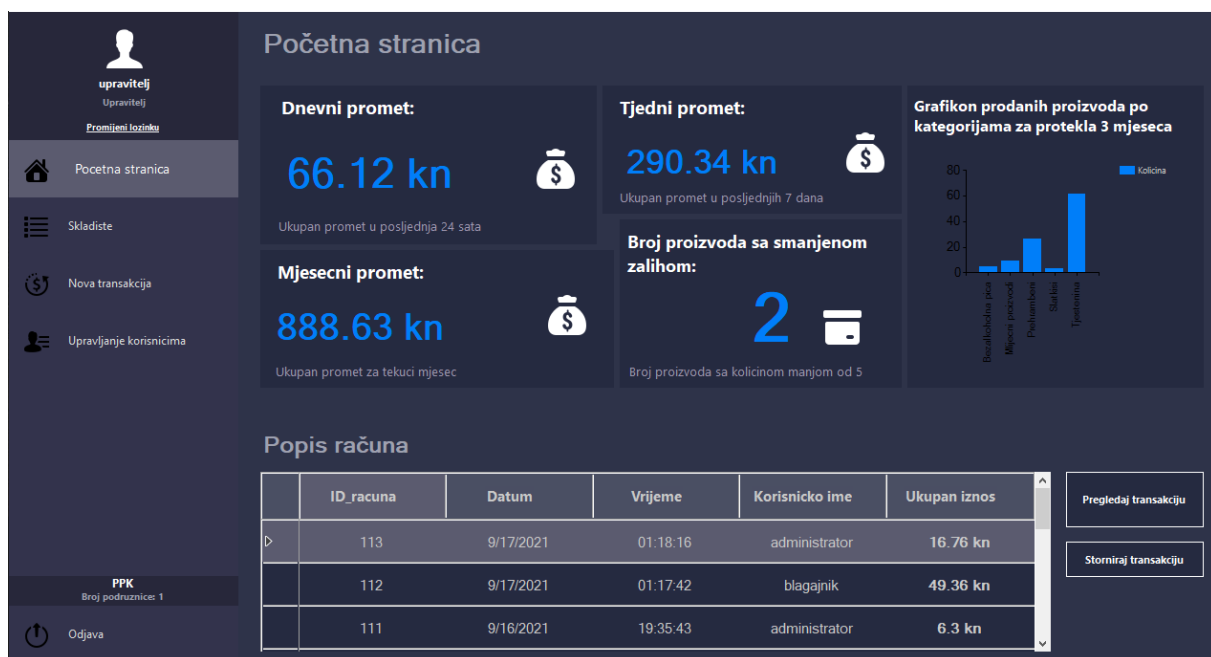 upravitelj
Upravitelj
Promijeni lozinku
Pocetna stranica
Skladiste
Nova transakcija
Upravljanje korisnicima
PPK
Broj podruznice: 1
Odjava
Početna stranica
Dnevni promet:
66.12 kn
Ukupan promet u posljednja 24 sata
Tjedni promet:
290.34 kn
Ukupan promet u posljednjih 7 dana
Mjesecni promet:
888.63 kn
Ukupan promet za tekuci mjesec
Broj proizvoda sa smanjenom
zalihom:
2
Broj proizvoda sa kolicinom manjom od 5
Grafikon prodanih proizvoda po
kategorijama za protekla 3 mjeseca
Kolicina
80
60
40
20
0
Bezalkoholna pica
Mlijecni proizvodi
Prehrambeni
Slatkisi
Tjestenina
Popis računa
ID_racuna Datum Vrijeme Korisnicko ime Ukupan iznos
113 9/17/2021 01:18:16 administrator 16.76 kn
112 9/17/2021 01:17:42 blagajnik 49.36 kn
111 9/16/2021 19:35:43 administrator 6.3 kn
Pregledaj transakciju
Storniraj transakciju